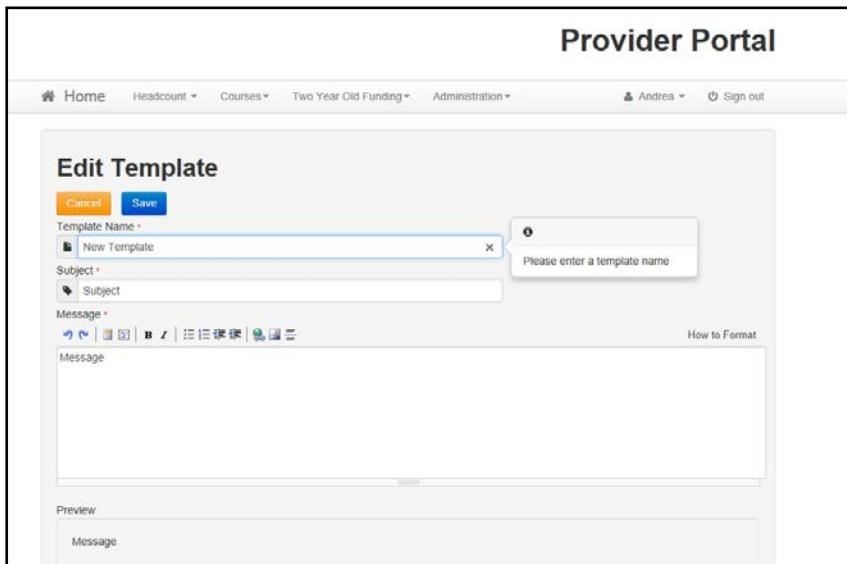 Provider Portal
Home Headcount Courses Two Year Old Funding Administration Andrea Sign out
Edit Template
Cancel Save
Template Name *
New Template ×
Please enter a template name
Subject *
Subject
Message *
B I How to Format
Message
Preview
Message